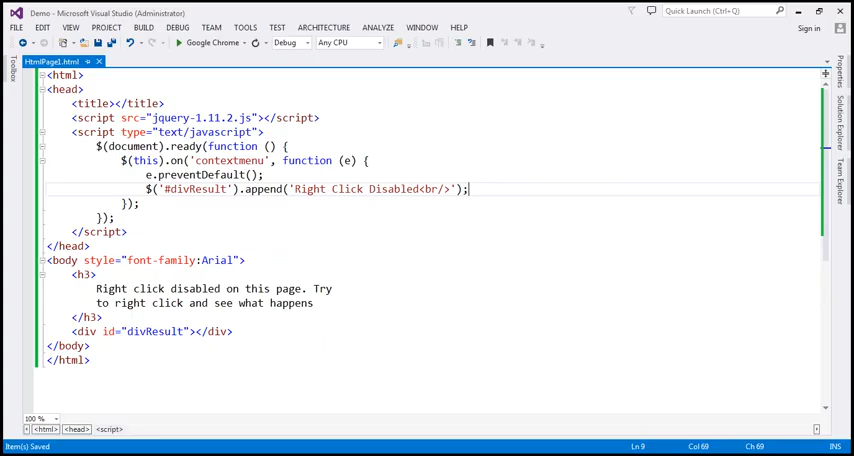 Demo - Microsoft Visual Studio (Administrator)
Quick Launch (Ctrl+Q)
FILE EDIT VIEW PROJECT BUILD DEBUG TEAM TOOLS TEST ARCHITECTURE ANALYZE WINDOW HELP
Sign in
Google Chrome Debug Any CPU
HtmlPage1.html
Toolbox
Properties
Solution Explorer
Team Explorer
<html>
<head>
<title></title>
<script src="jquery-1.11.2.js"></script>
<script type="text/javascript">
$(document).ready(function () {
$(this).on('contextmenu', function (e) {
e.preventDefault();
$('#divResult').append('Right Click Disabled<br/>');
});
});
</script>
</head>
<body style="font-family:Arial">
<h3>
Right click disabled on this page. Try
to right click and see what happens
</h3>
<div id="divResult"></div>
</body>
</html>
100 %
<html> <head> <script>
Item(s) Saved
Ln 9 Col 69 Ch 69 INS